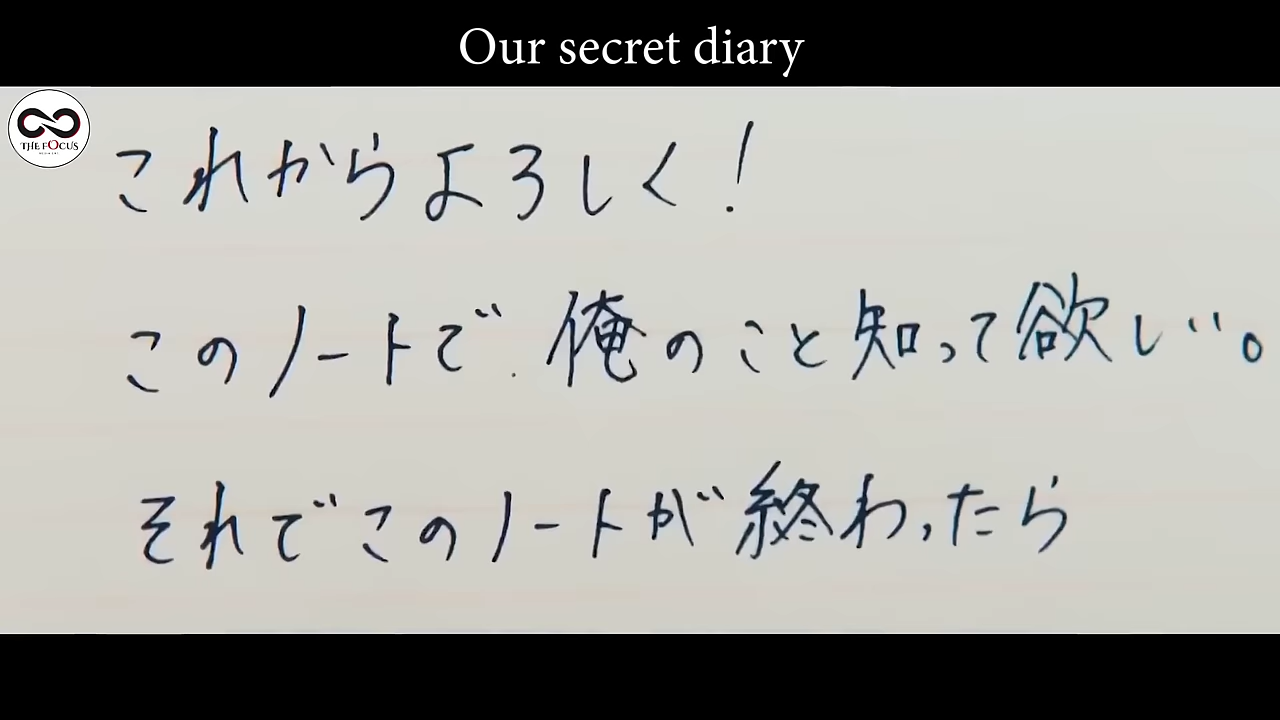 Our secret diary
THE FOCUS
これからよろしく!
このノートで俺のこと知って欲しい。
それでこのノートが終わったら